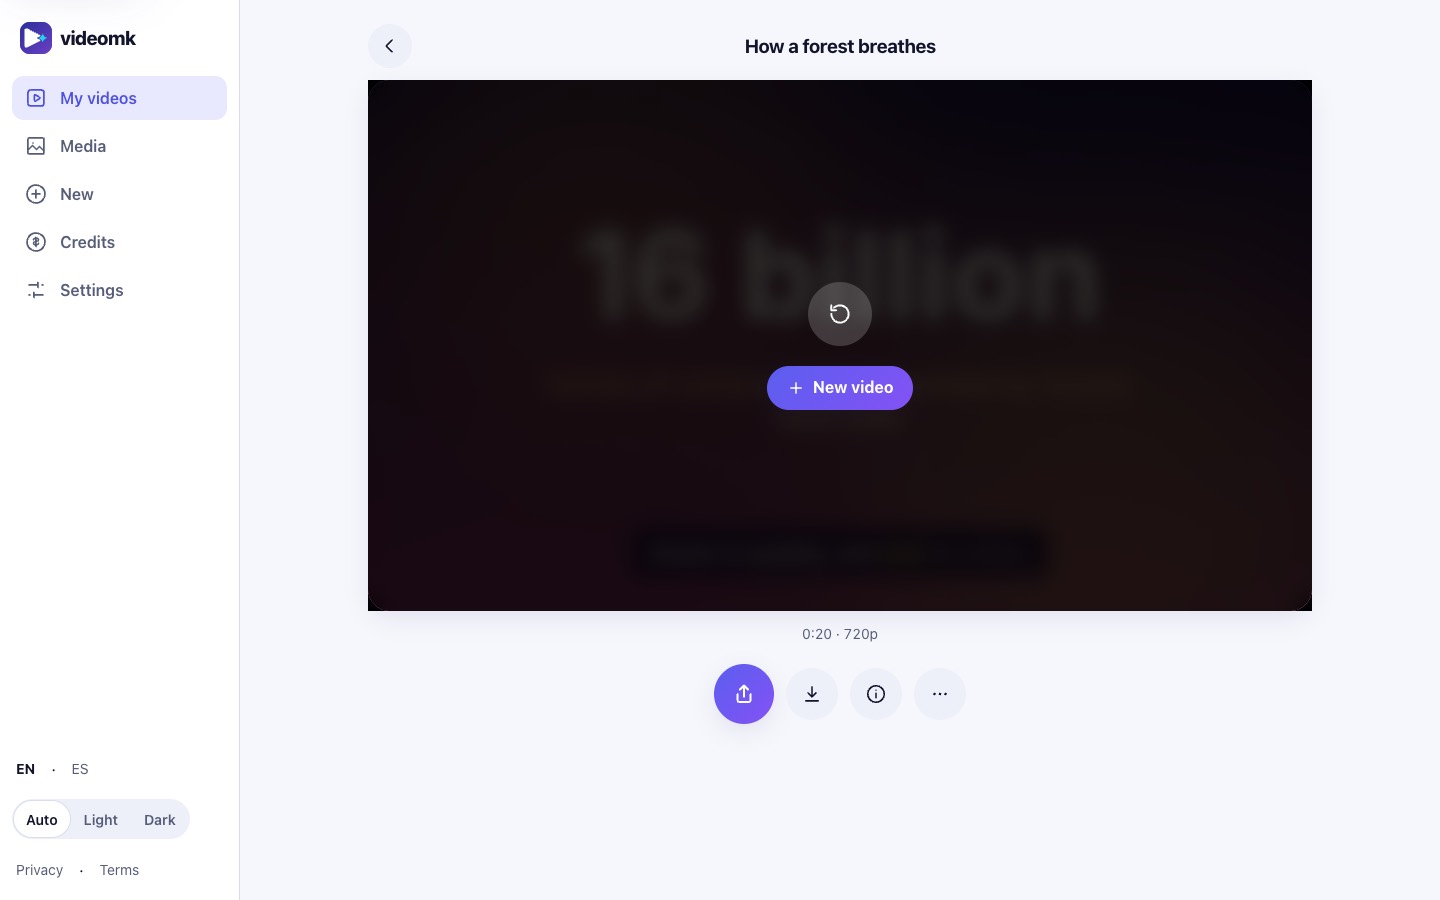 videomk
How a forest breathes
My videos
Media
New
Credits
Settings
16 billion
New video
0:20 · 720p
EN · ES
Auto Light Dark
Privacy · Terms